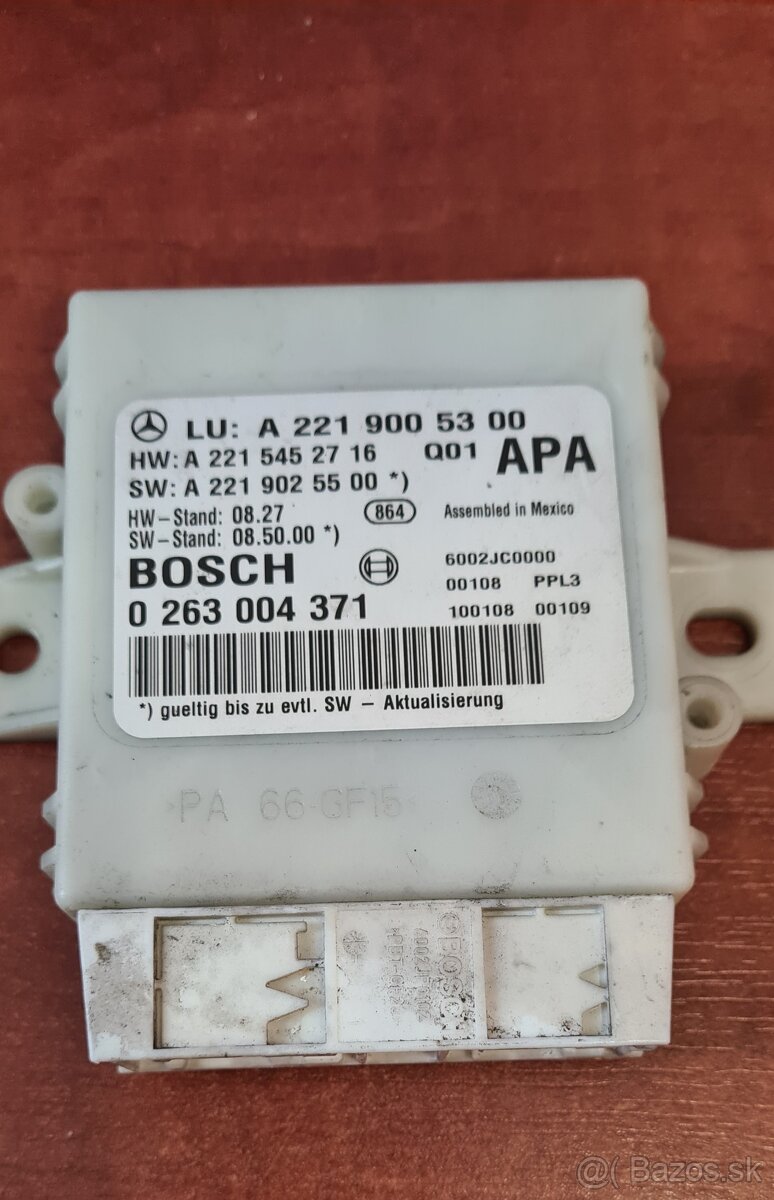 LU: A 221 900 53 00
HW: A 221 545 27 16 Q01 APA
SW: A 221 902 55 00 *)
HW-Stand: 08.27 864 Assembled in Mexico
SW-Stand: 08.50.00 *)
BOSCH 6002JC0000
00108 PPL3
0 263 004 371 100108 00109
*) gueltig bis zu evtl. SW - Aktualisierung
PA 66-GF15
BOSCH
@( Bazos.sk